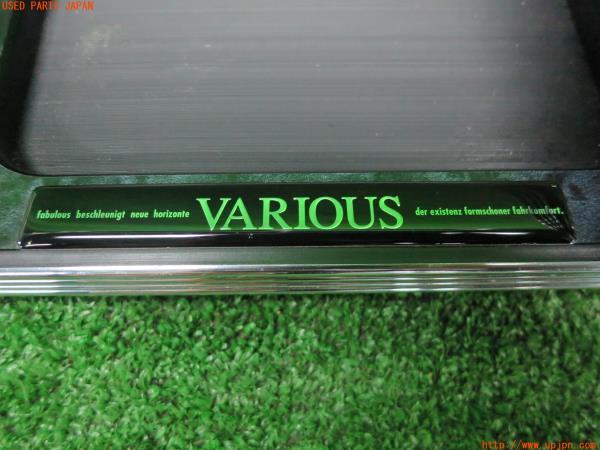 USED PARTS JAPAN
fabulous beschleunigt neue horizonte VARIOUS der existenz formschoner fahrkomfort.
http://www.upjpn.com